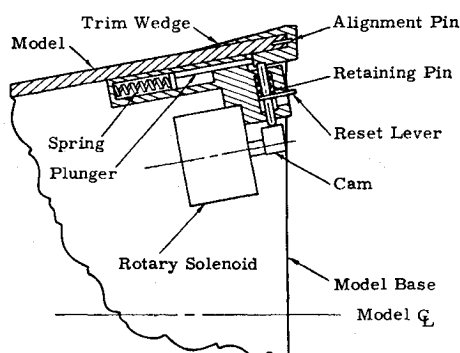 Trim Wedge
Alignment Pin
Model
Retaining Pin
Spring
Reset Lever
Plunger
Cam
Rotary Solenoid
Model Base
Model ℄